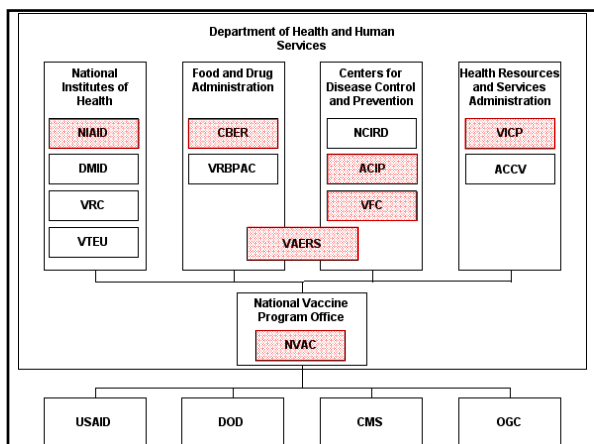 Department of Health and Human
Services
National
Institutes of
Health
NIAID
DMID
VRC
VTEU
Food and Drug
Administration
CBER
VRBPAC
Centers for
Disease Control
and Prevention
NCIRD
ACIP
VFC
VAERS
Health Resources
and Services
Administration
VICP
ACCV
National Vaccine
Program Office
NVAC
USAID
DOD
CMS
OGC